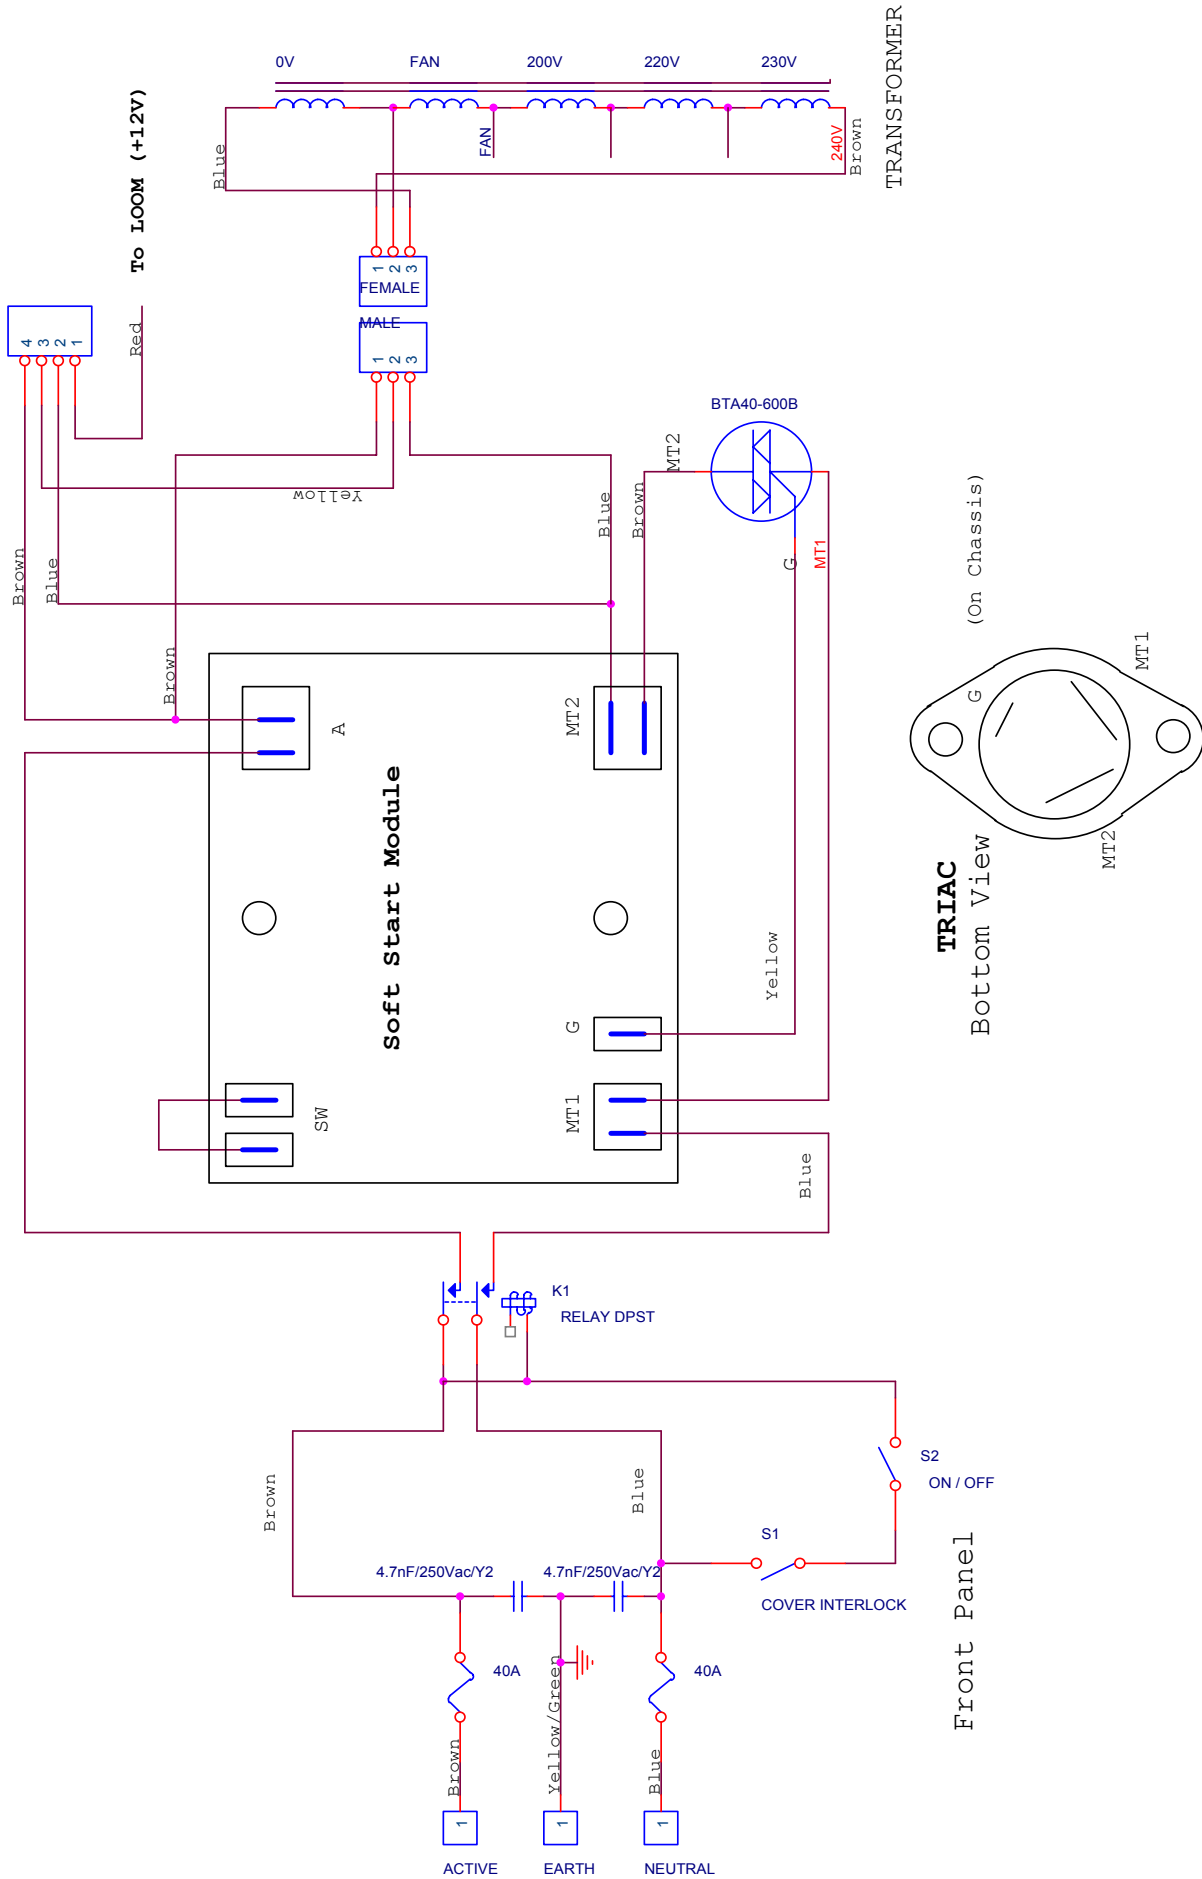 0V
FAN
200V
220V
230V
TRANSFORMER
Blue
FAN
240V
Brown
To LOOM (+12V)
4
3
2
1
Red
1
2
3
FEMALE
MALE
1
2
3
BTA40-600B
MT2
Yellow
Blue
Brown
G
MT1
Brown
Blue
Brown
(On Chassis)
A
MT2
G
MT1
MT2
TRIAC
Bottom View
Soft Start Module
Yellow
G
SW
MT1
Blue
K1
RELAY DPST
Brown
Blue
S2
ON / OFF
S1
COVER INTERLOCK
4.7nF/250Vac/Y2
4.7nF/250Vac/Y2
Front Panel
40A
40A
Brown
Yellow/Green
Blue
1
1
1
ACTIVE
EARTH
NEUTRAL